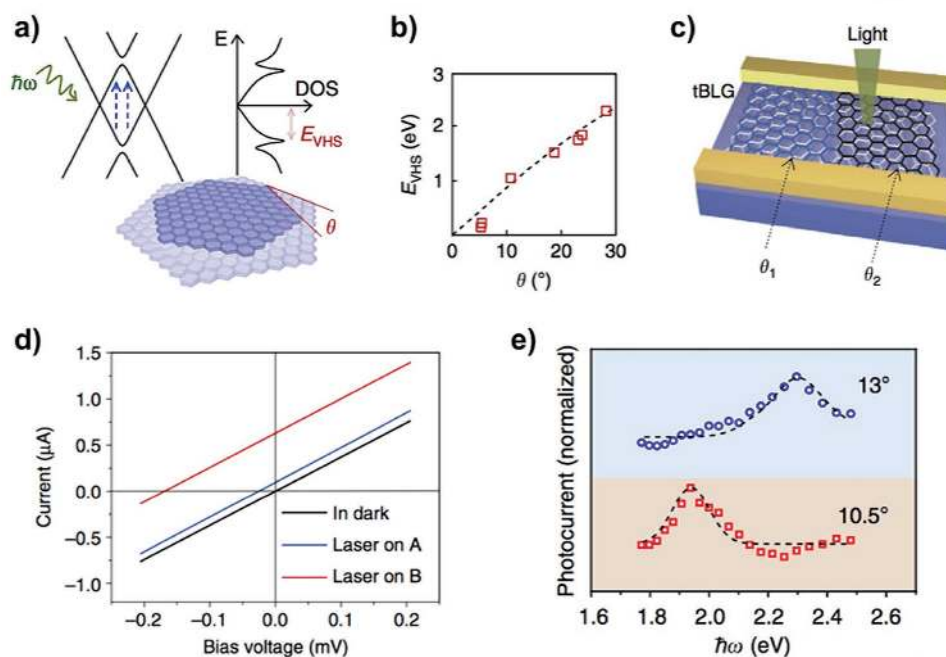 a)
ħω
E
DOS
E_VHS
θ
b)
E_VHS (eV)
3
2
1
0 10 20 30
θ (°)
c)
Light
tBLG
θ1
θ2
d)
Current (μA)
1.5
1.0
0.5
0.0
−0.5
−1.0
In dark
Laser on A
Laser on B
−0.2 −0.1 0.0 0.1 0.2
Bias voltage (mV)
e)
Photocurrent (normalized)
13°
10.5°
1.6 1.8 2.0 2.2 2.4 2.6
ħω (eV)